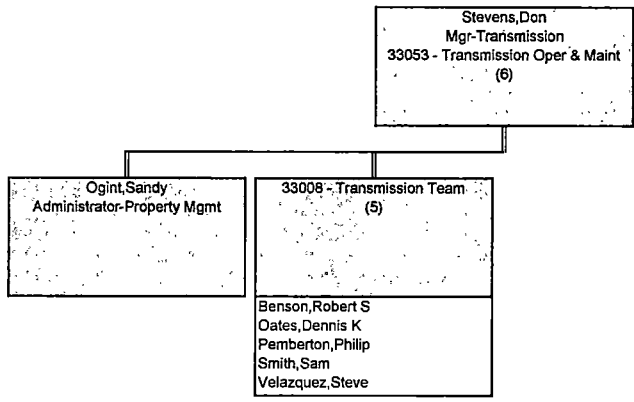 Stevens,Don
Mgr-Transmission
33053 - Transmission Oper & Maint
(6)
Ogint,Sandy
Administrator-Property Mgmt
33008 - Transmission Team
(5)
Benson,Robert S
Oates,Dennis K
Pemberton,Philip
Smith,Sam
Velazquez,Steve